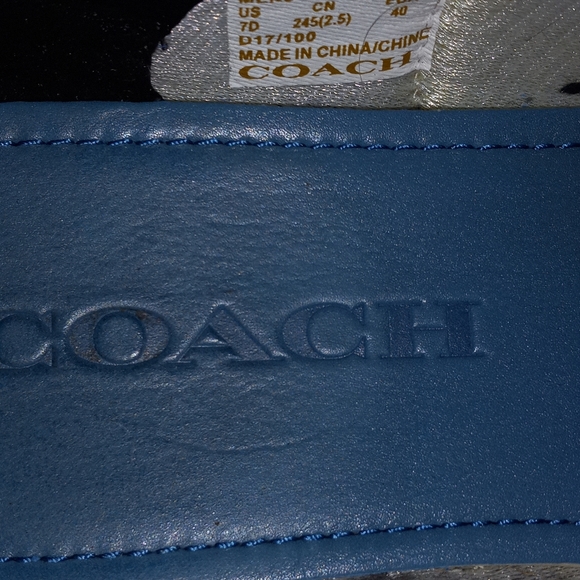 US CN
7D 245(2.5) 40
D17/100
MADE IN CHINA/CHINE
COACH
COACH